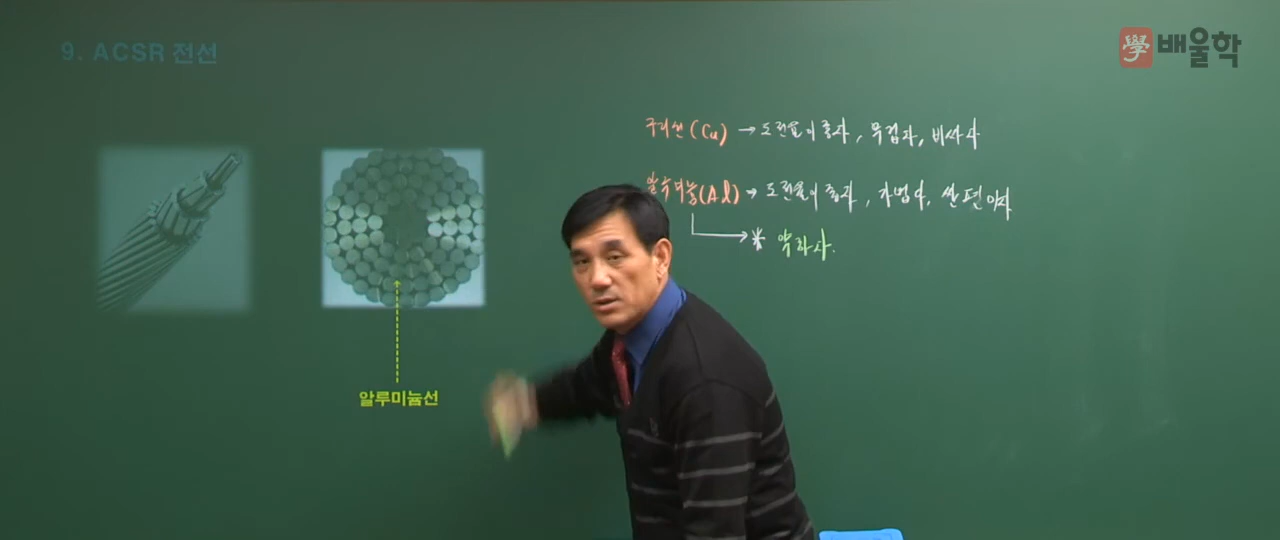 9. ACSR 전선
學 배울학
구리선(Cu) → 도전율이 좋다, 무겁다, 비싸다
알루미늄(Al) → 도전율이 좋다, 가볍다, 싼 편이다
* 약하다.
알루미늄선